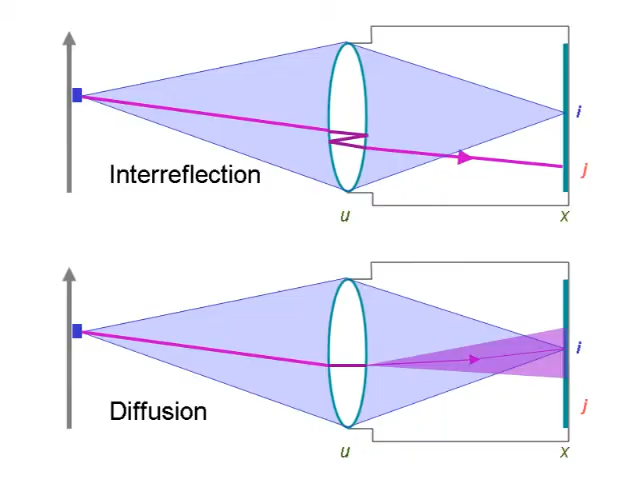 i
Interreflection
j
u x
i
Diffusion
j
u x